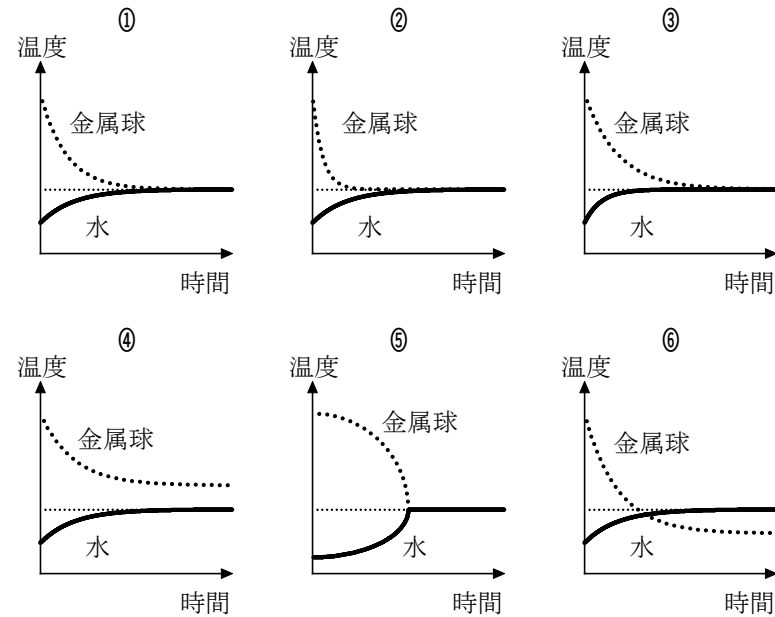 ① ② ③
温度 温度 温度
金属球 金属球 金属球
水 水 水
時間 時間 時間
④ ⑤ ⑥
温度 温度 温度
金属球 金属球 金属球
水 水 水
時間 時間 時間